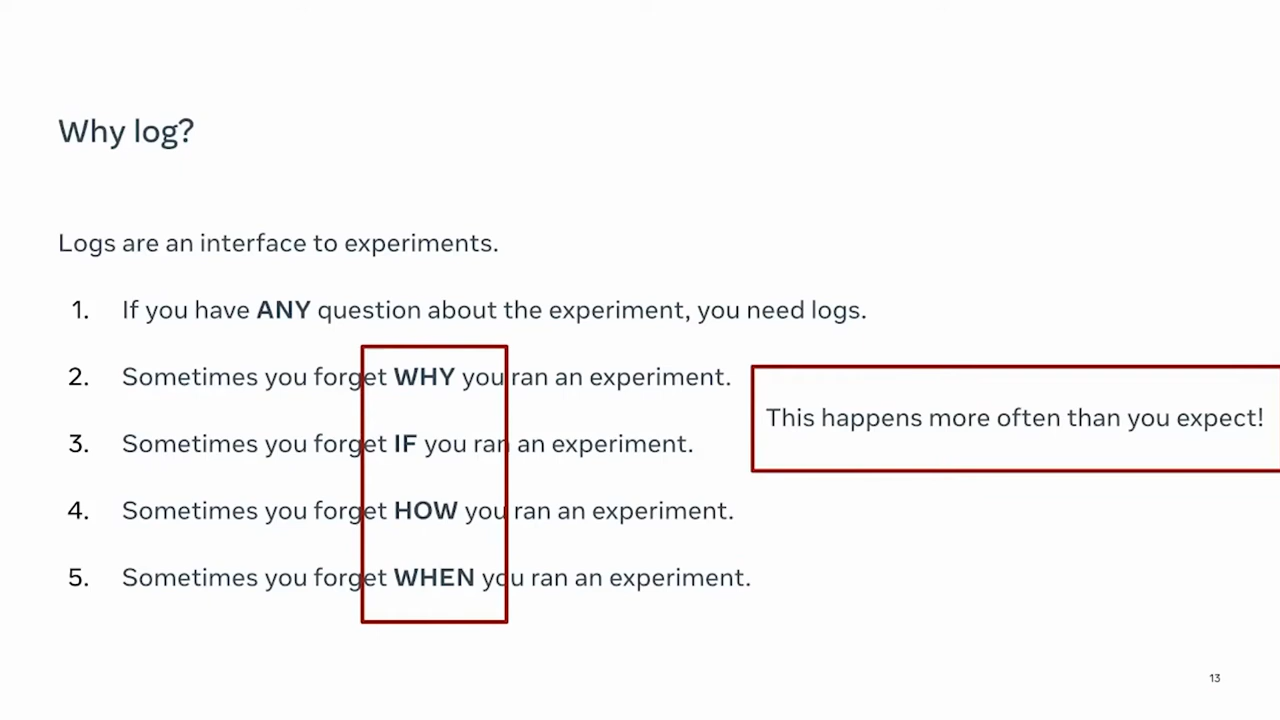 Why log?
Logs are an interface to experiments.
1. If you have ANY question about the experiment, you need logs.
2. Sometimes you forget WHY you ran an experiment.
This happens more often than you expect!
3. Sometimes you forget IF you ran an experiment.
4. Sometimes you forget HOW you ran an experiment.
5. Sometimes you forget WHEN you ran an experiment.
13